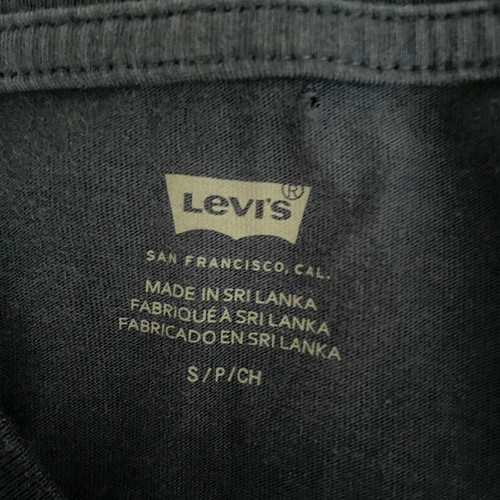 Levi's®
SAN FRANCISCO, CAL.
MADE IN SRI LANKA
FABRIQUÉ À SRI LANKA
FABRICADO EN SRI LANKA
S/P/CH